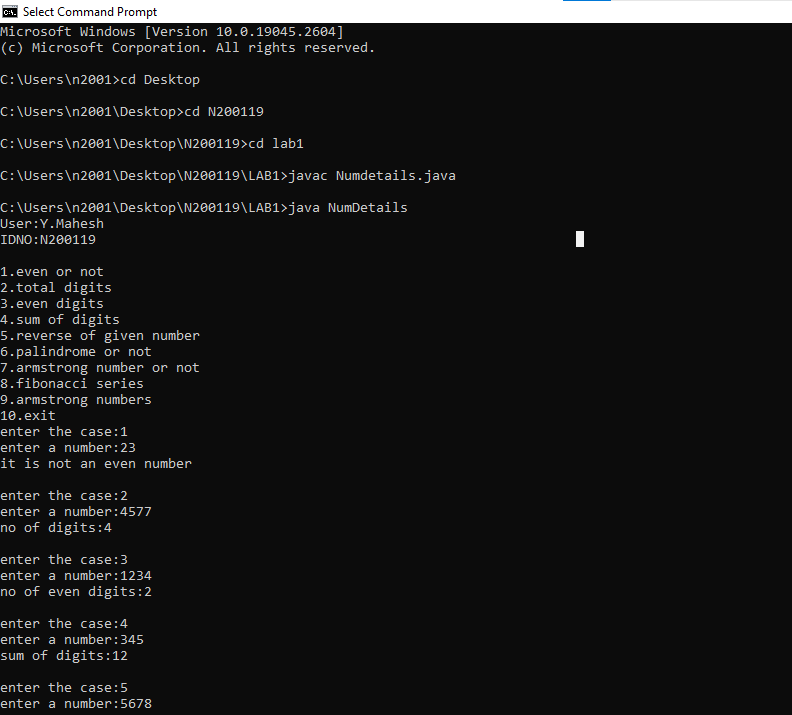 Select Command Prompt
Microsoft Windows [Version 10.0.19045.2604]
(c) Microsoft Corporation. All rights reserved.
C:\Users\n2001>cd Desktop
C:\Users\n2001\Desktop>cd N200119
C:\Users\n2001\Desktop\N200119>cd lab1
C:\Users\n2001\Desktop\N200119\LAB1>javac Numdetails.java
C:\Users\n2001\Desktop\N200119\LAB1>java NumDetails
User:Y.Mahesh
IDNO:N200119
1.even or not
2.total digits
3.even digits
4.sum of digits
5.reverse of given number
6.palindrome or not
7.armstrong number or not
8.fibonacci series
9.armstrong numbers
10.exit
enter the case:1
enter a number:23
it is not an even number
enter the case:2
enter a number:4577
no of digits:4
enter the case:3
enter a number:1234
no of even digits:2
enter the case:4
enter a number:345
sum of digits:12
enter the case:5
enter a number:5678